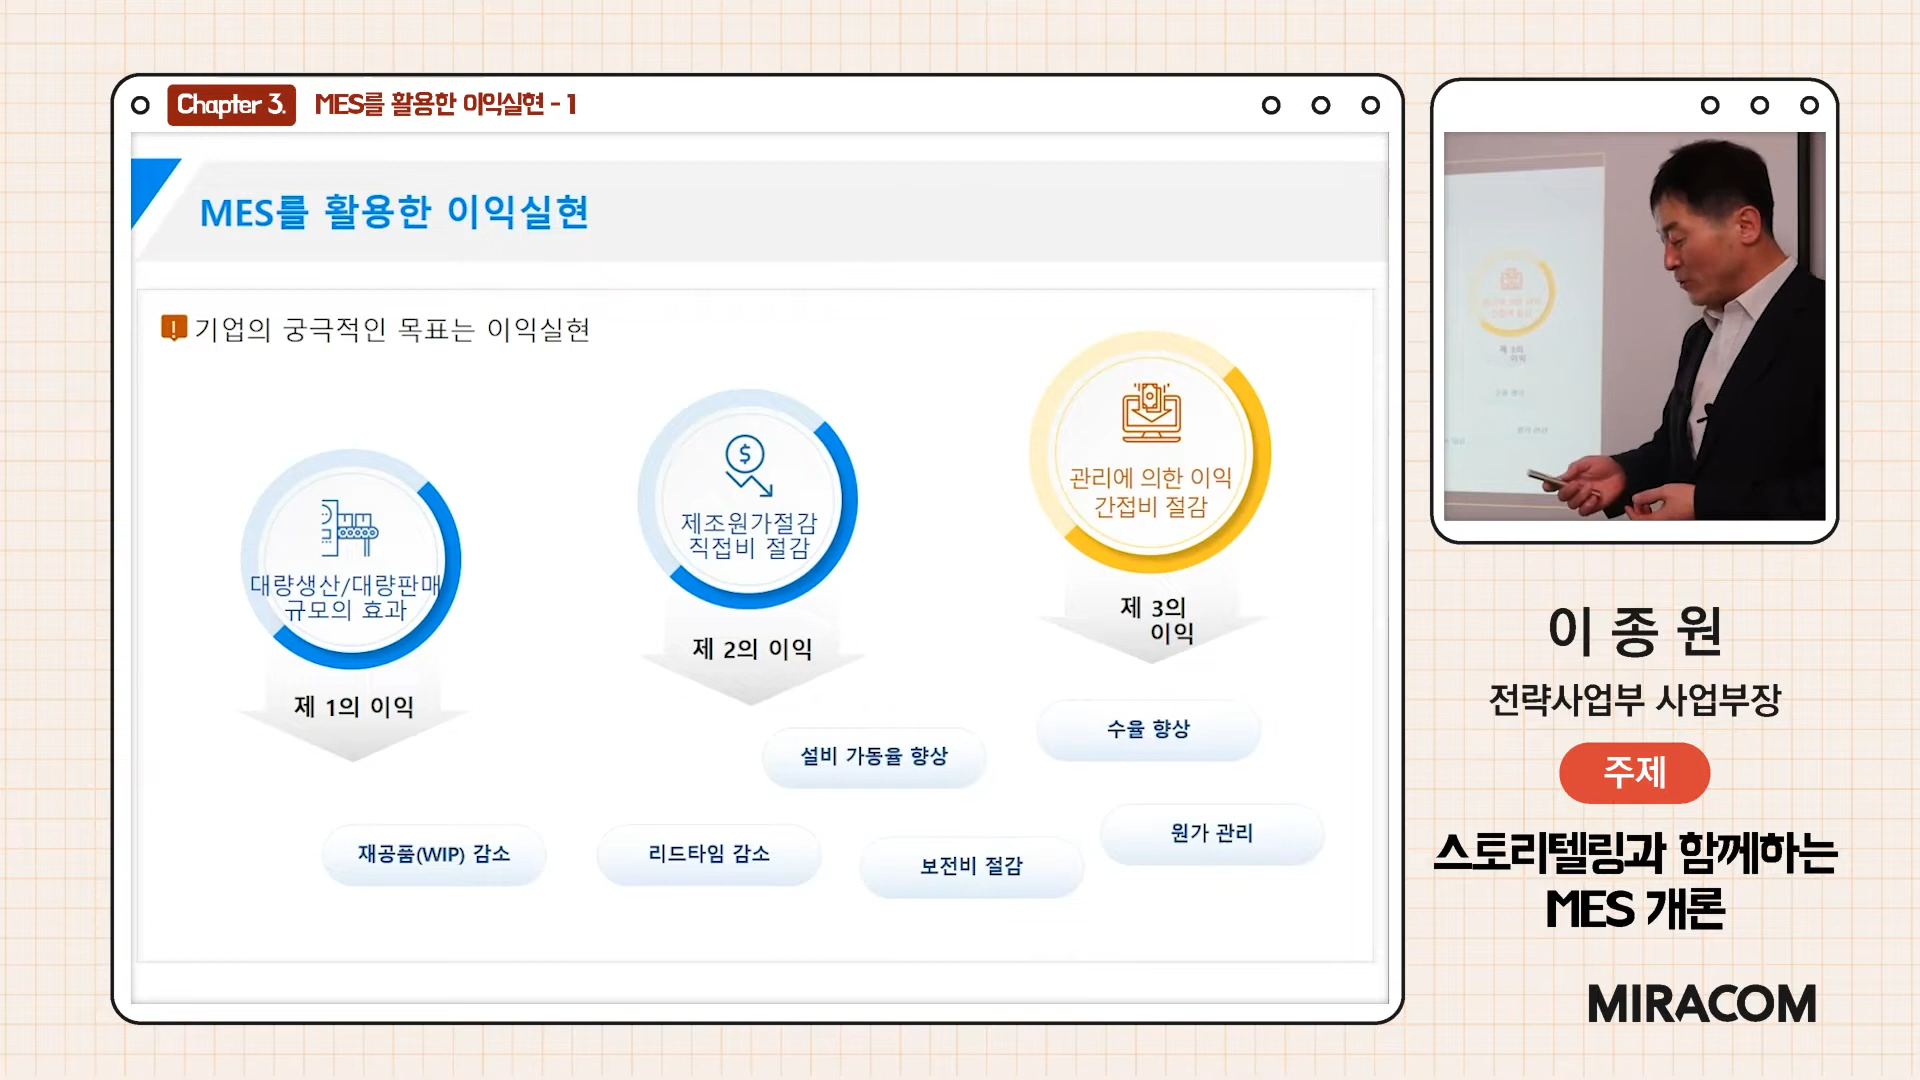 Chapter 3.
MES를 활용한 이익실현 - 1
MES를 활용한 이익실현
기업의 궁극적인 목표는 이익실현
대량생산/대량판매
규모의 효과
제 1의 이익
제조원가절감
직접비 절감
제 2의 이익
관리에 의한 이익
간접비 절감
제 3의
이익
설비 가동율 향상
수율 향상
재공품(WIP) 감소
리드타임 감소
보전비 절감
원가 관리
이 종 원
전략사업부 사업부장
주제
스토리텔링과 함께하는
MES 개론
MIRACOM